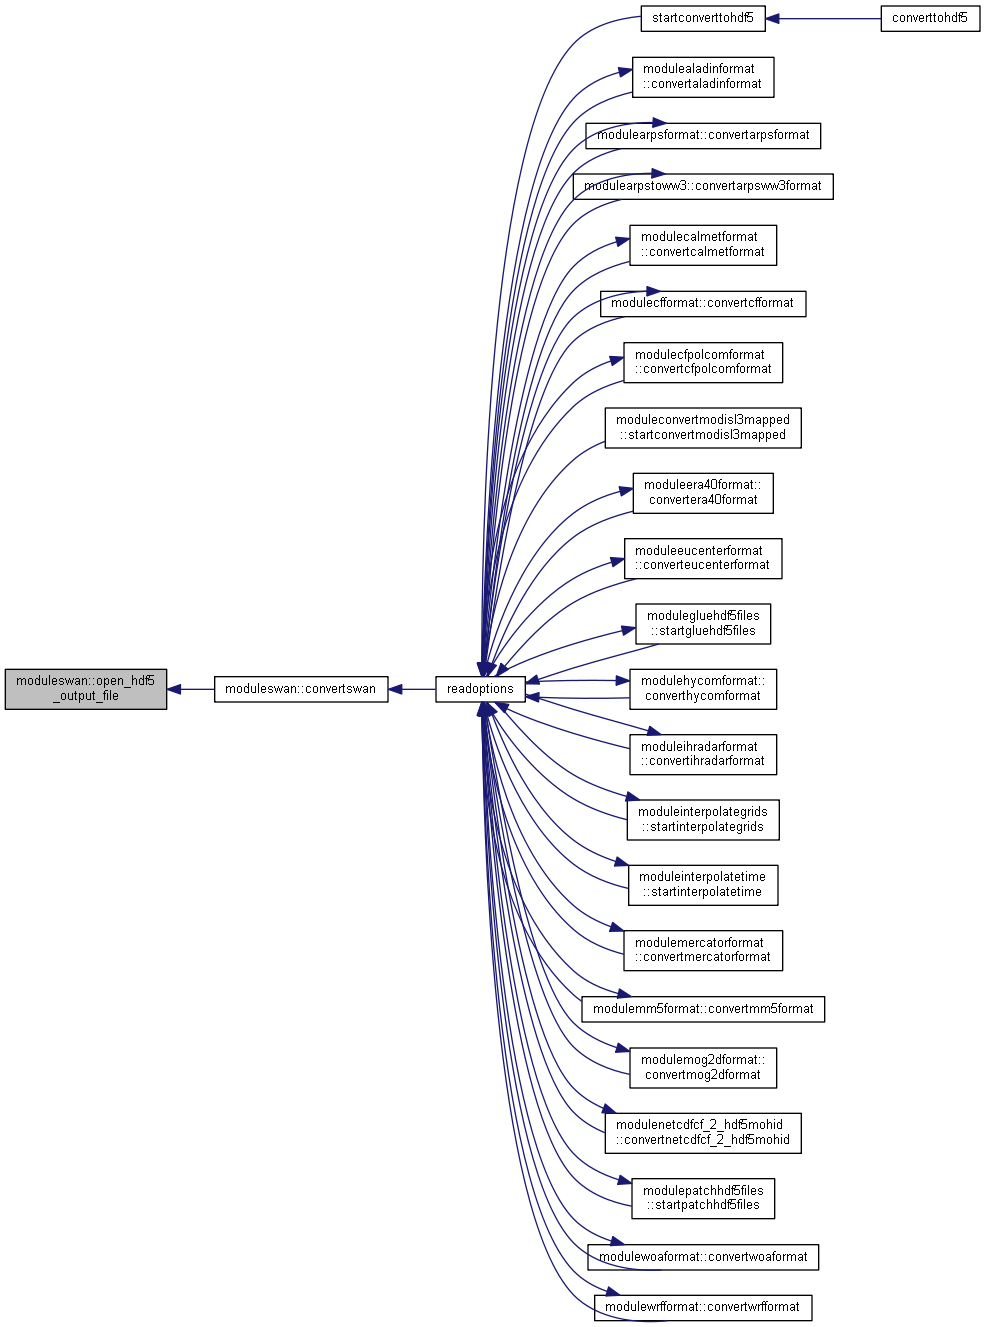 startconverttohdf5
converttohdf5
modulealadinformat
::convertaladinformat
modulearpsformat::convertarpsformat
modulearpstoww3::convertarpsww3format
modulecalmetformat
::convertcalmetformat
modulecfformat::convertcfformat
modulecfpolcomformat
::convertcfpolcomformat
moduleconvertmodisl3mapped
::startconvertmodisl3mapped
moduleera40format::
convertera40format
moduleeucenterformat
::converteucenterformat
modulegluehdf5files
::startgluehdf5files
moduleswan::open_hdf5
_output_file
moduleswan::convertswan
readoptions
modulehycomformat::
converthycomformat
moduleihradarformat
::convertihradarformat
moduleinterpolategrids
::startinterpolategrids
moduleinterpolatetime
::startinterpolatetime
modulemercatorformat
::convertmercatorformat
modulemm5format::convertmm5format
modulemog2dformat::
convertmog2dformat
modulenetcdfcf_2_hdf5mohid
::convertnetcdfcf_2_hdf5mohid
modulepatchhdf5files
::startpatchhdf5files
modulewoaformat::convertwoaformat
modulewrfformat::convertwrfformat